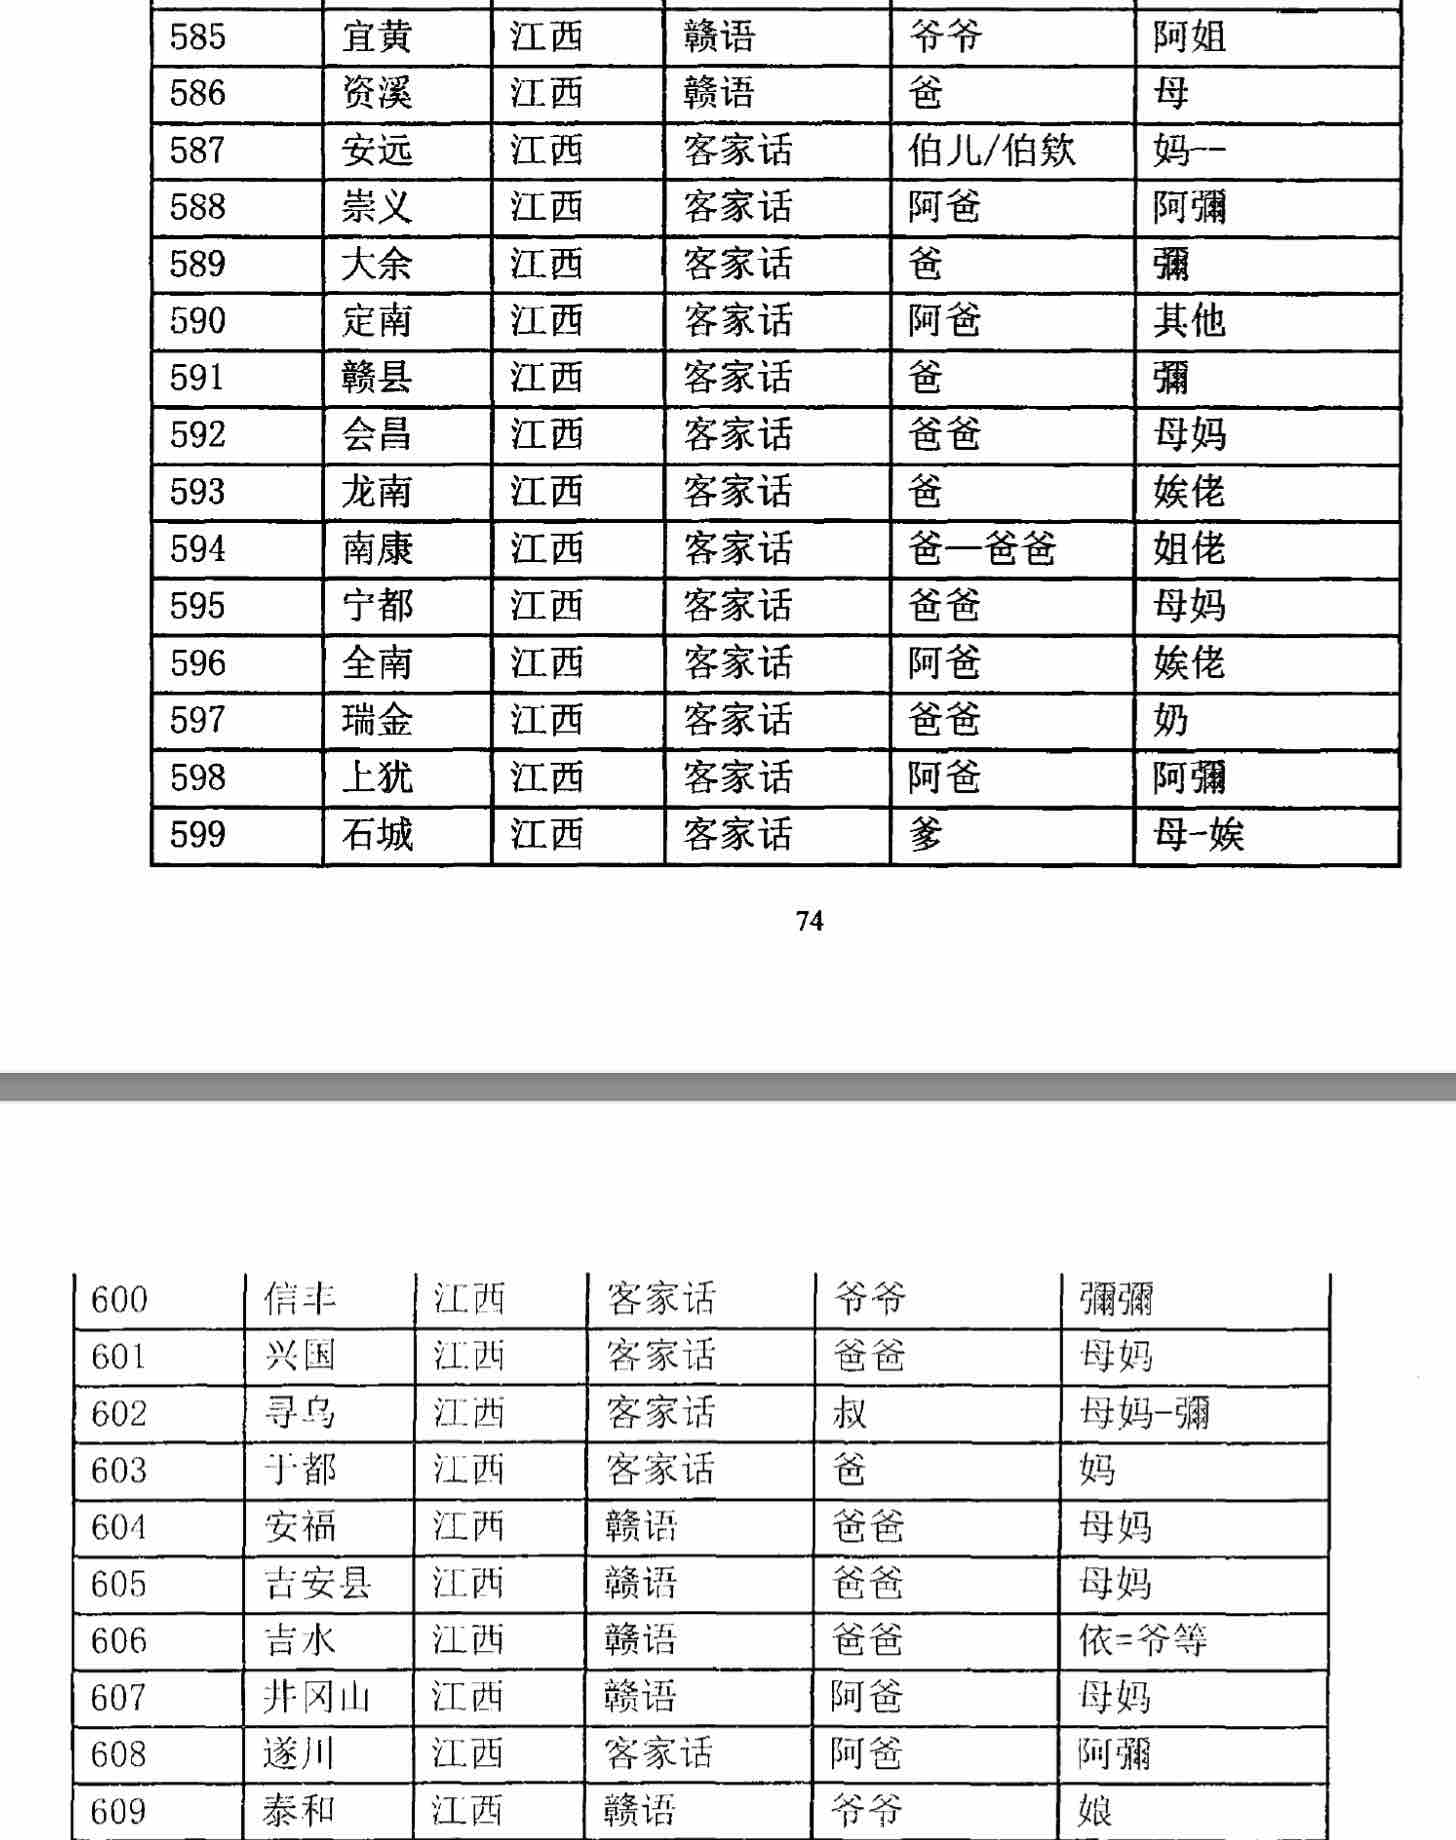 585 宜黄 江西 赣语 爷爷 阿姐
586 资溪 江西 赣语 爸 母
587 安远 江西 客家话 伯儿/伯欸 妈--
588 崇义 江西 客家话 阿爸 阿彌
589 大余 江西 客家话 爸 彌
590 定南 江西 客家话 阿爸 其他
591 赣县 江西 客家话 爸 彌
592 会昌 江西 客家话 爸爸 母妈
593 龙南 江西 客家话 爸 娭佬
594 南康 江西 客家话 爸—爸爸 姐佬
595 宁都 江西 客家话 爸爸 母妈
596 全南 江西 客家话 阿爸 娭佬
597 瑞金 江西 客家话 爸爸 奶
598 上犹 江西 客家话 阿爸 阿彌
599 石城 江西 客家话 爹 母-娭
74
600 信丰 江西 客家话 爷爷 彌彌
601 兴国 江西 客家话 爸爸 母妈
602 寻乌 江西 客家话 叔 母妈-彌
603 于都 江西 客家话 爸 妈
604 安福 江西 赣语 爸爸 母妈
605 吉安县 江西 赣语 爸爸 母妈
606 吉水 江西 赣语 爸爸 依=爷等
607 井冈山 江西 赣语 阿爸 母妈
608 遂川 江西 客家话 阿爸 阿彌
609 泰和 江西 赣语 爷爷 娘